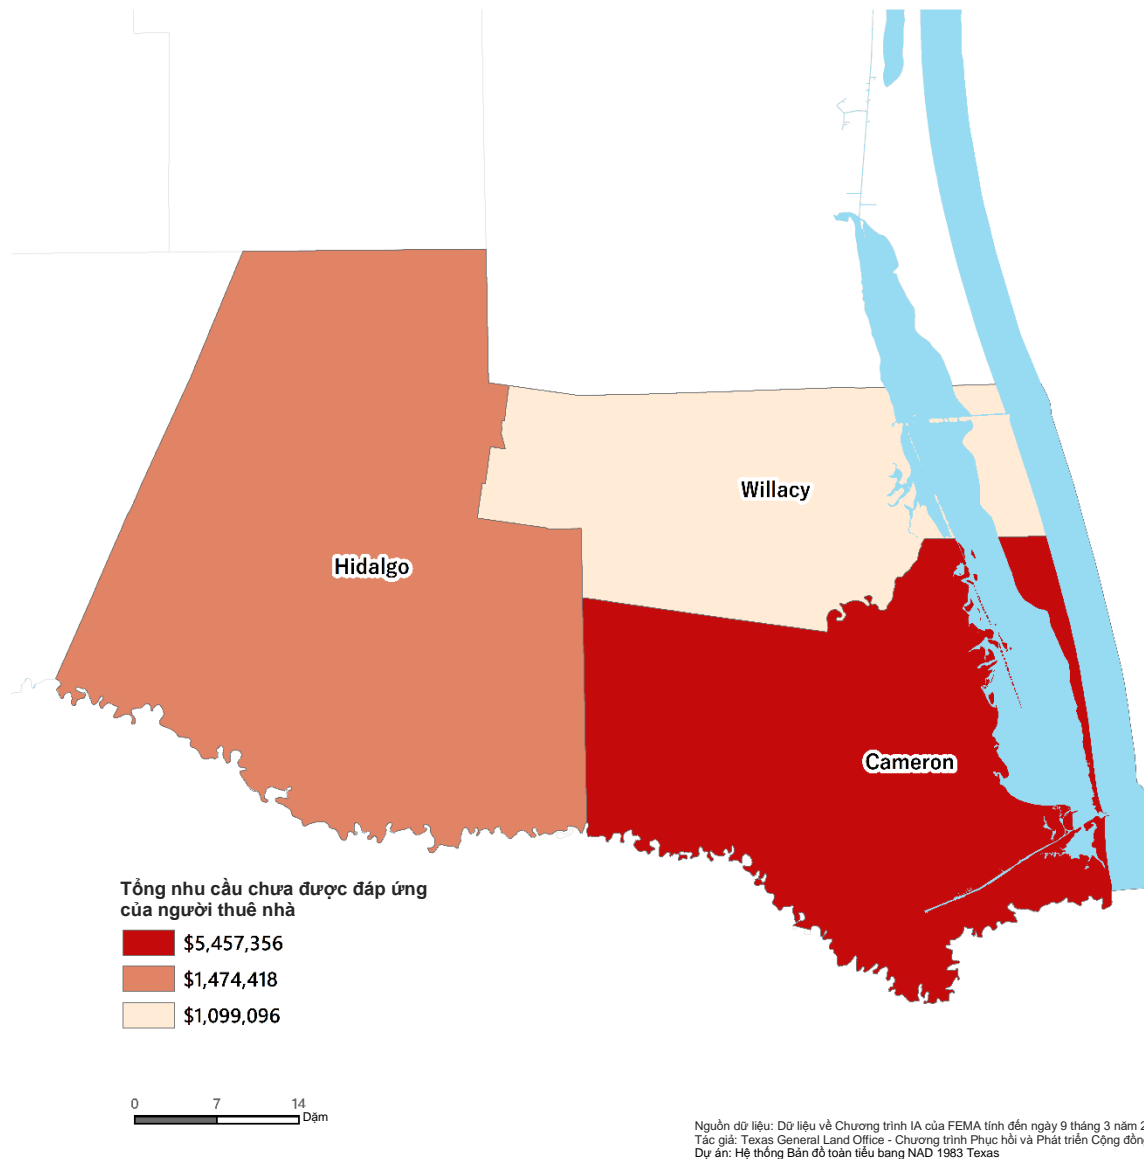 Willacy
Hidalgo
Cameron
Tổng nhu cầu chưa được đáp ứng
của người thuê nhà
$5,457,356
$1,474,418
$1,099,096
0 7 14
Dặm
Nguồn dữ liệu: Dữ liệu về Chương trình IA của FEMA tính đến ngày 9 tháng 3 năm 2
Tác giả: Texas General Land Office - Chương trình Phục hồi và Phát triển Cộng đồng
Dự án: Hệ thống Bản đồ toàn tiểu bang NAD 1983 Texas